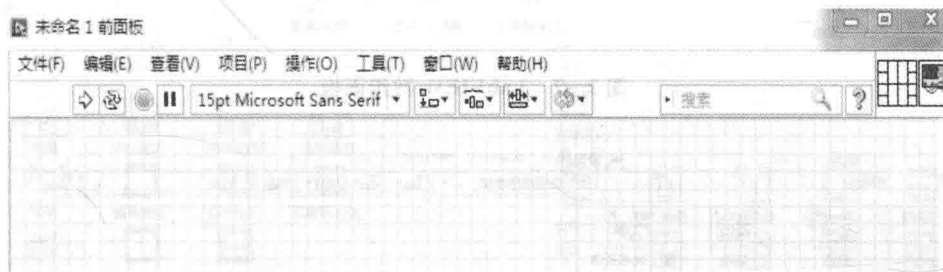 未命名 1 前面板
文件(F) 编辑(E) 查看(V) 项目(P) 操作(O) 工具(T) 窗口(W) 帮助(H)
15pt Microsoft Sans Serif 搜索